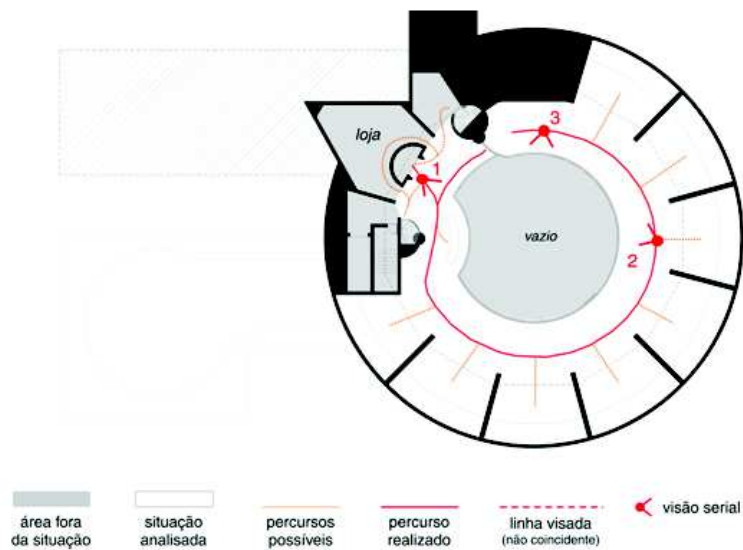 loja
1
3
2
vazio
área fora
da situação
situação
analisada
percursos
possíveis
percurso
realizado
linha visada
(não coincidente)
visão serial